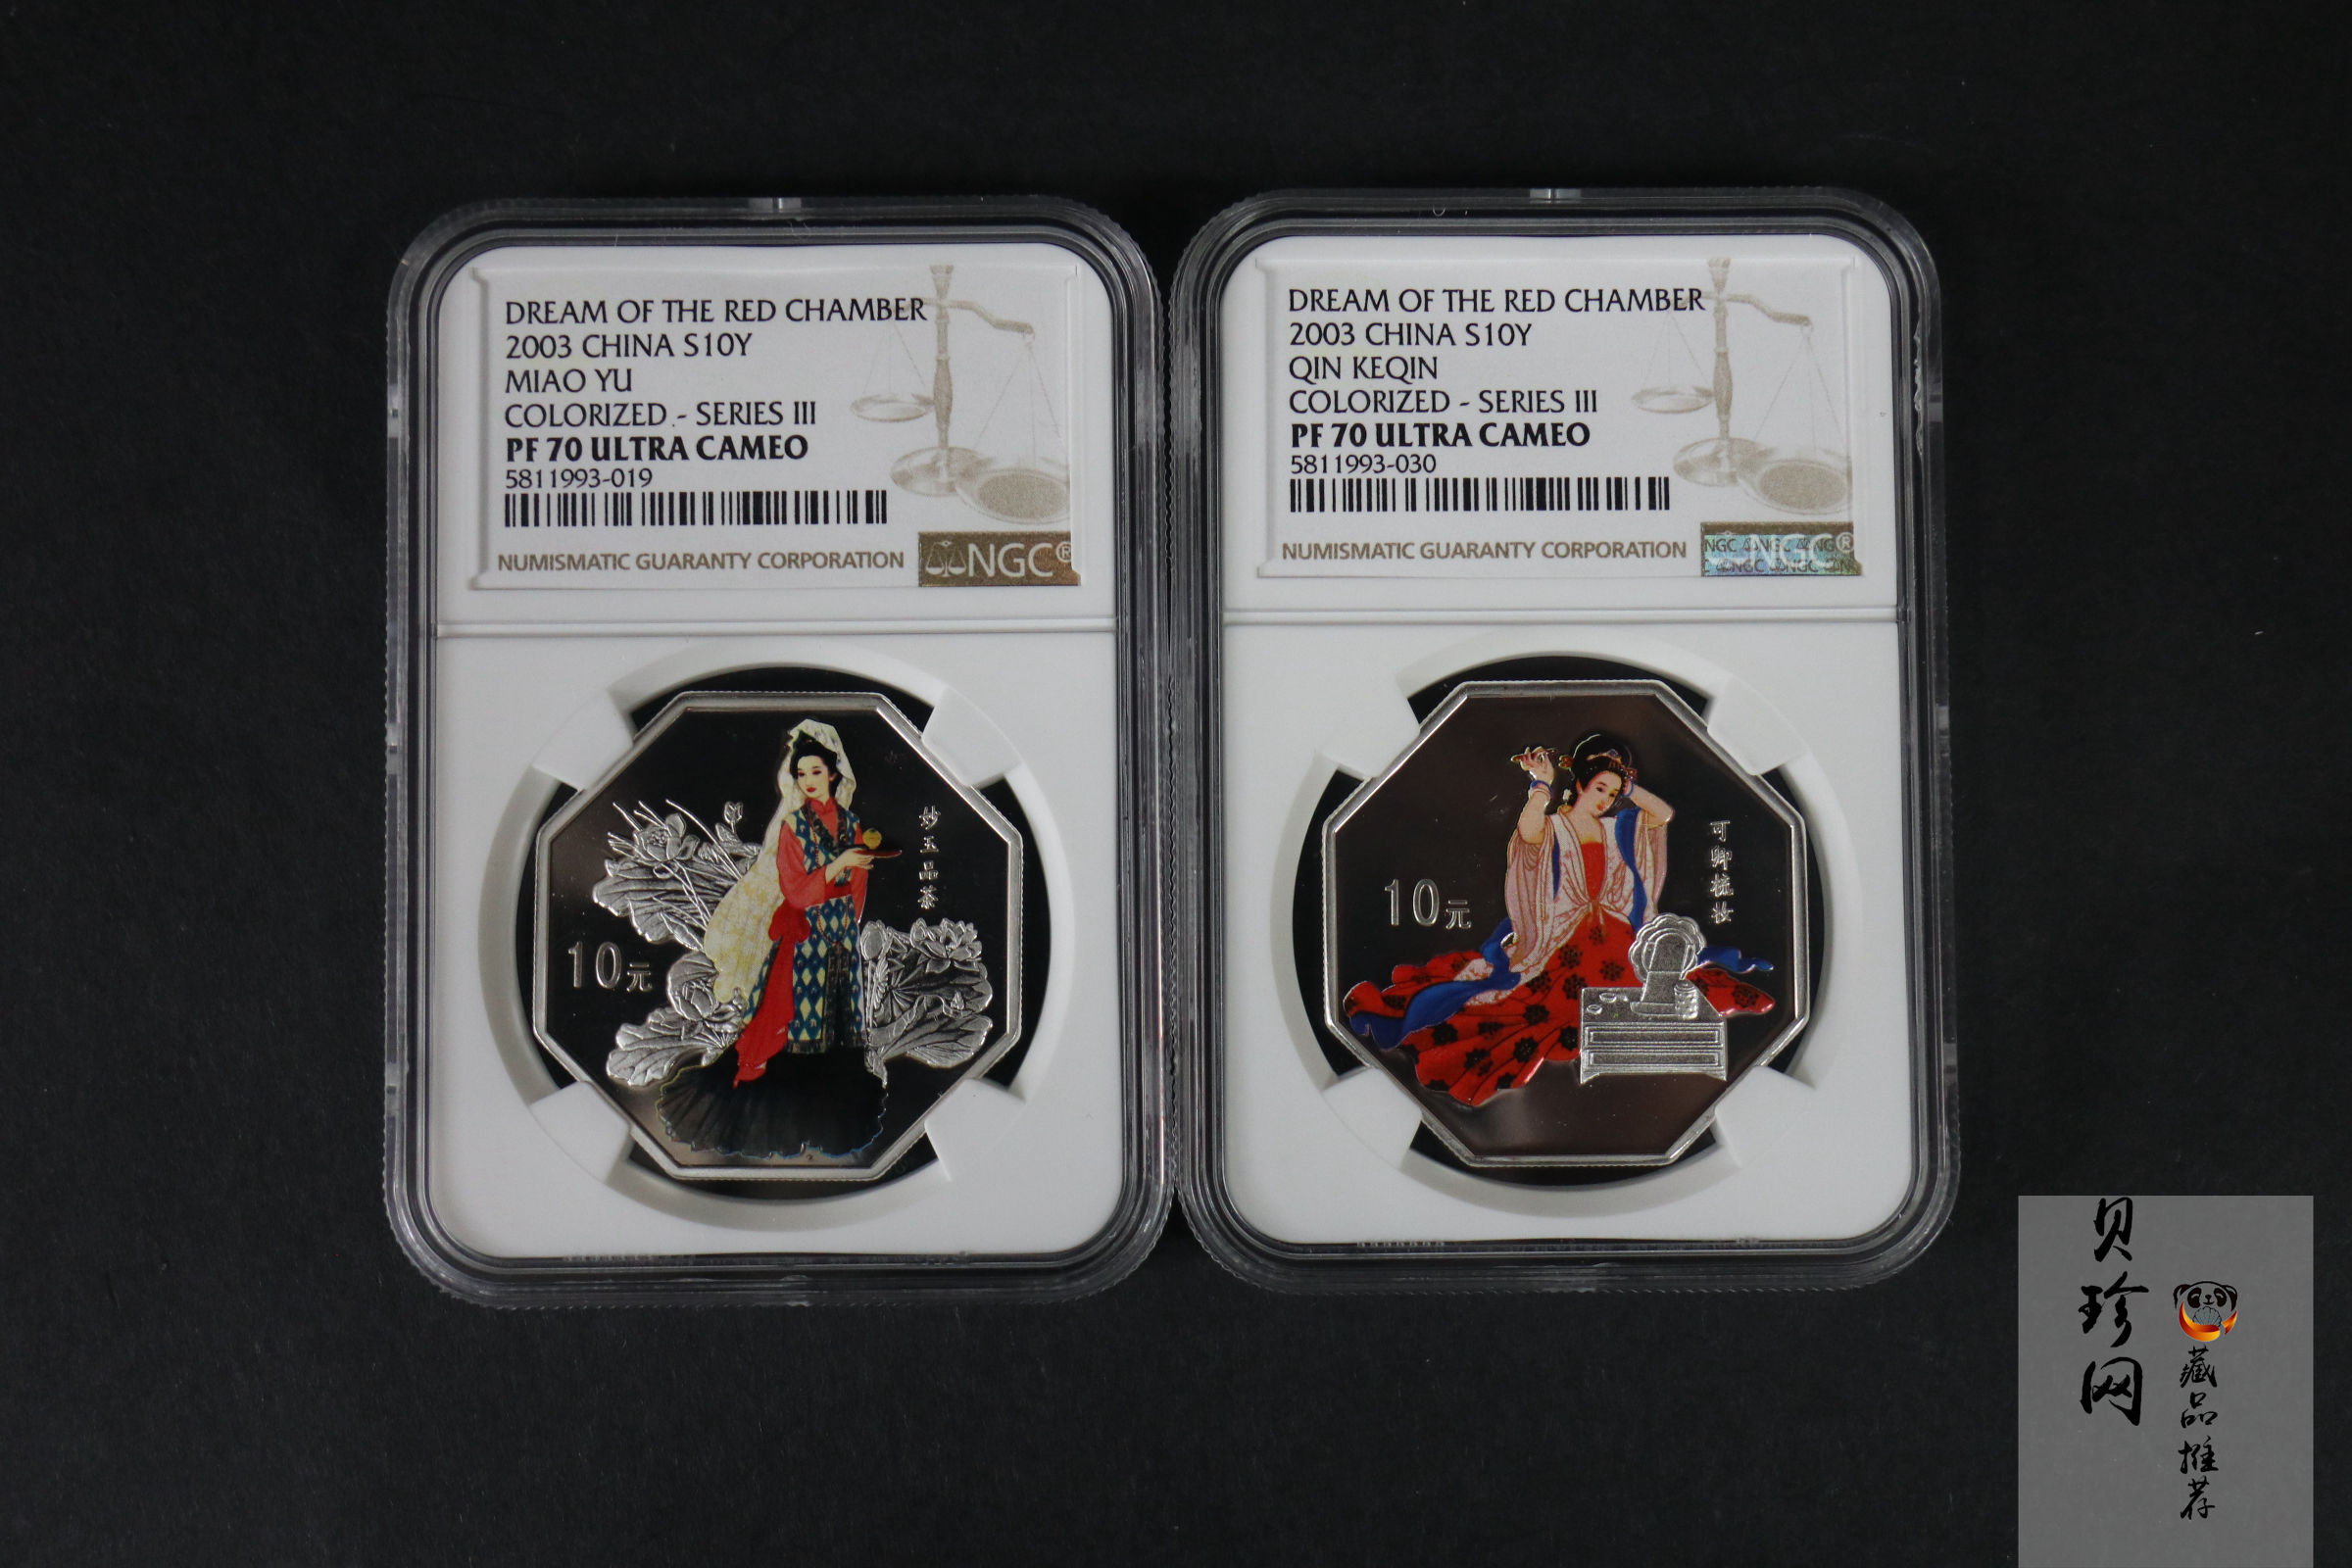 DREAM OF THE RED CHAMBER
2003 CHINA S10Y
MIAO YU
COLORIZED - SERIES III
PF 70 ULTRA CAMEO
5811993-019
NUMISMATIC GUARANTY CORPORATION
NGC®
妙玉品茶
10元
DREAM OF THE RED CHAMBER
2003 CHINA S10Y
QIN KEQIN
COLORIZED - SERIES III
PF 70 ULTRA CAMEO
5811993-030
NUMISMATIC GUARANTY CORPORATION
NGC®
可卿梳妆
10元
贝珍网
藏品推荐